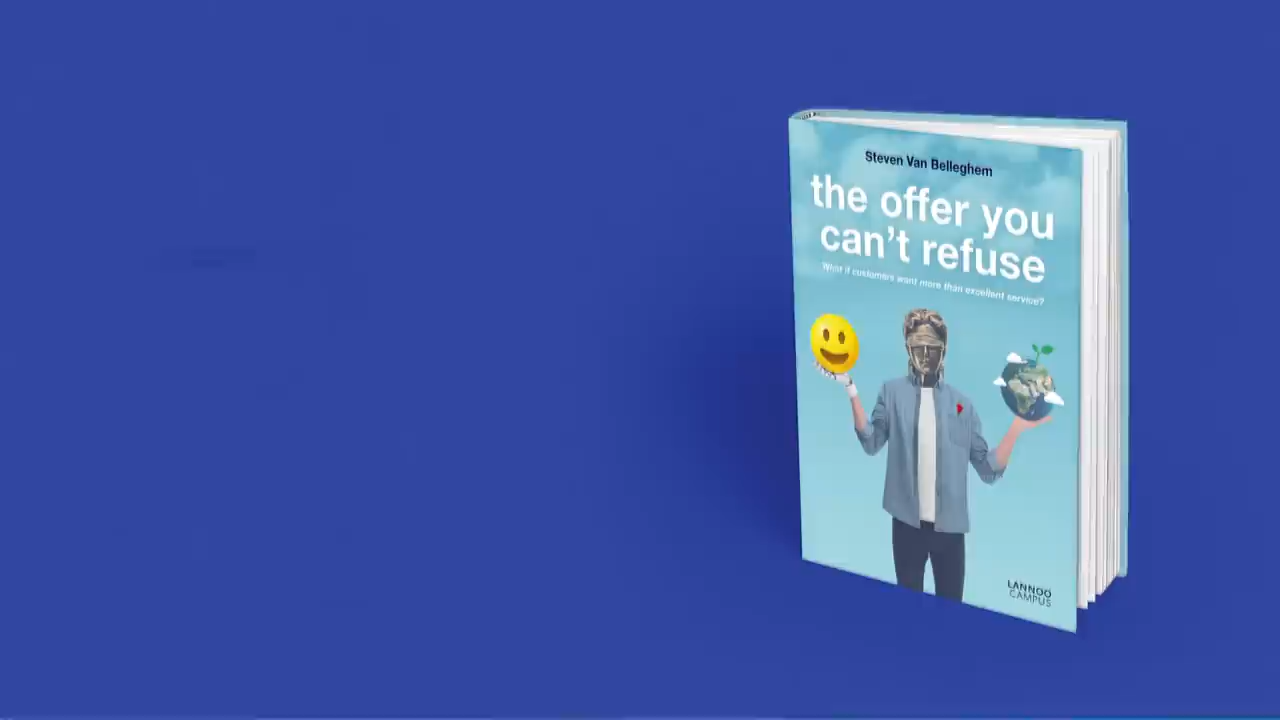 Steven Van Belleghem
the offer you
can't refuse
What if customers want more than excellent service?
LANNOO
CAMPUS